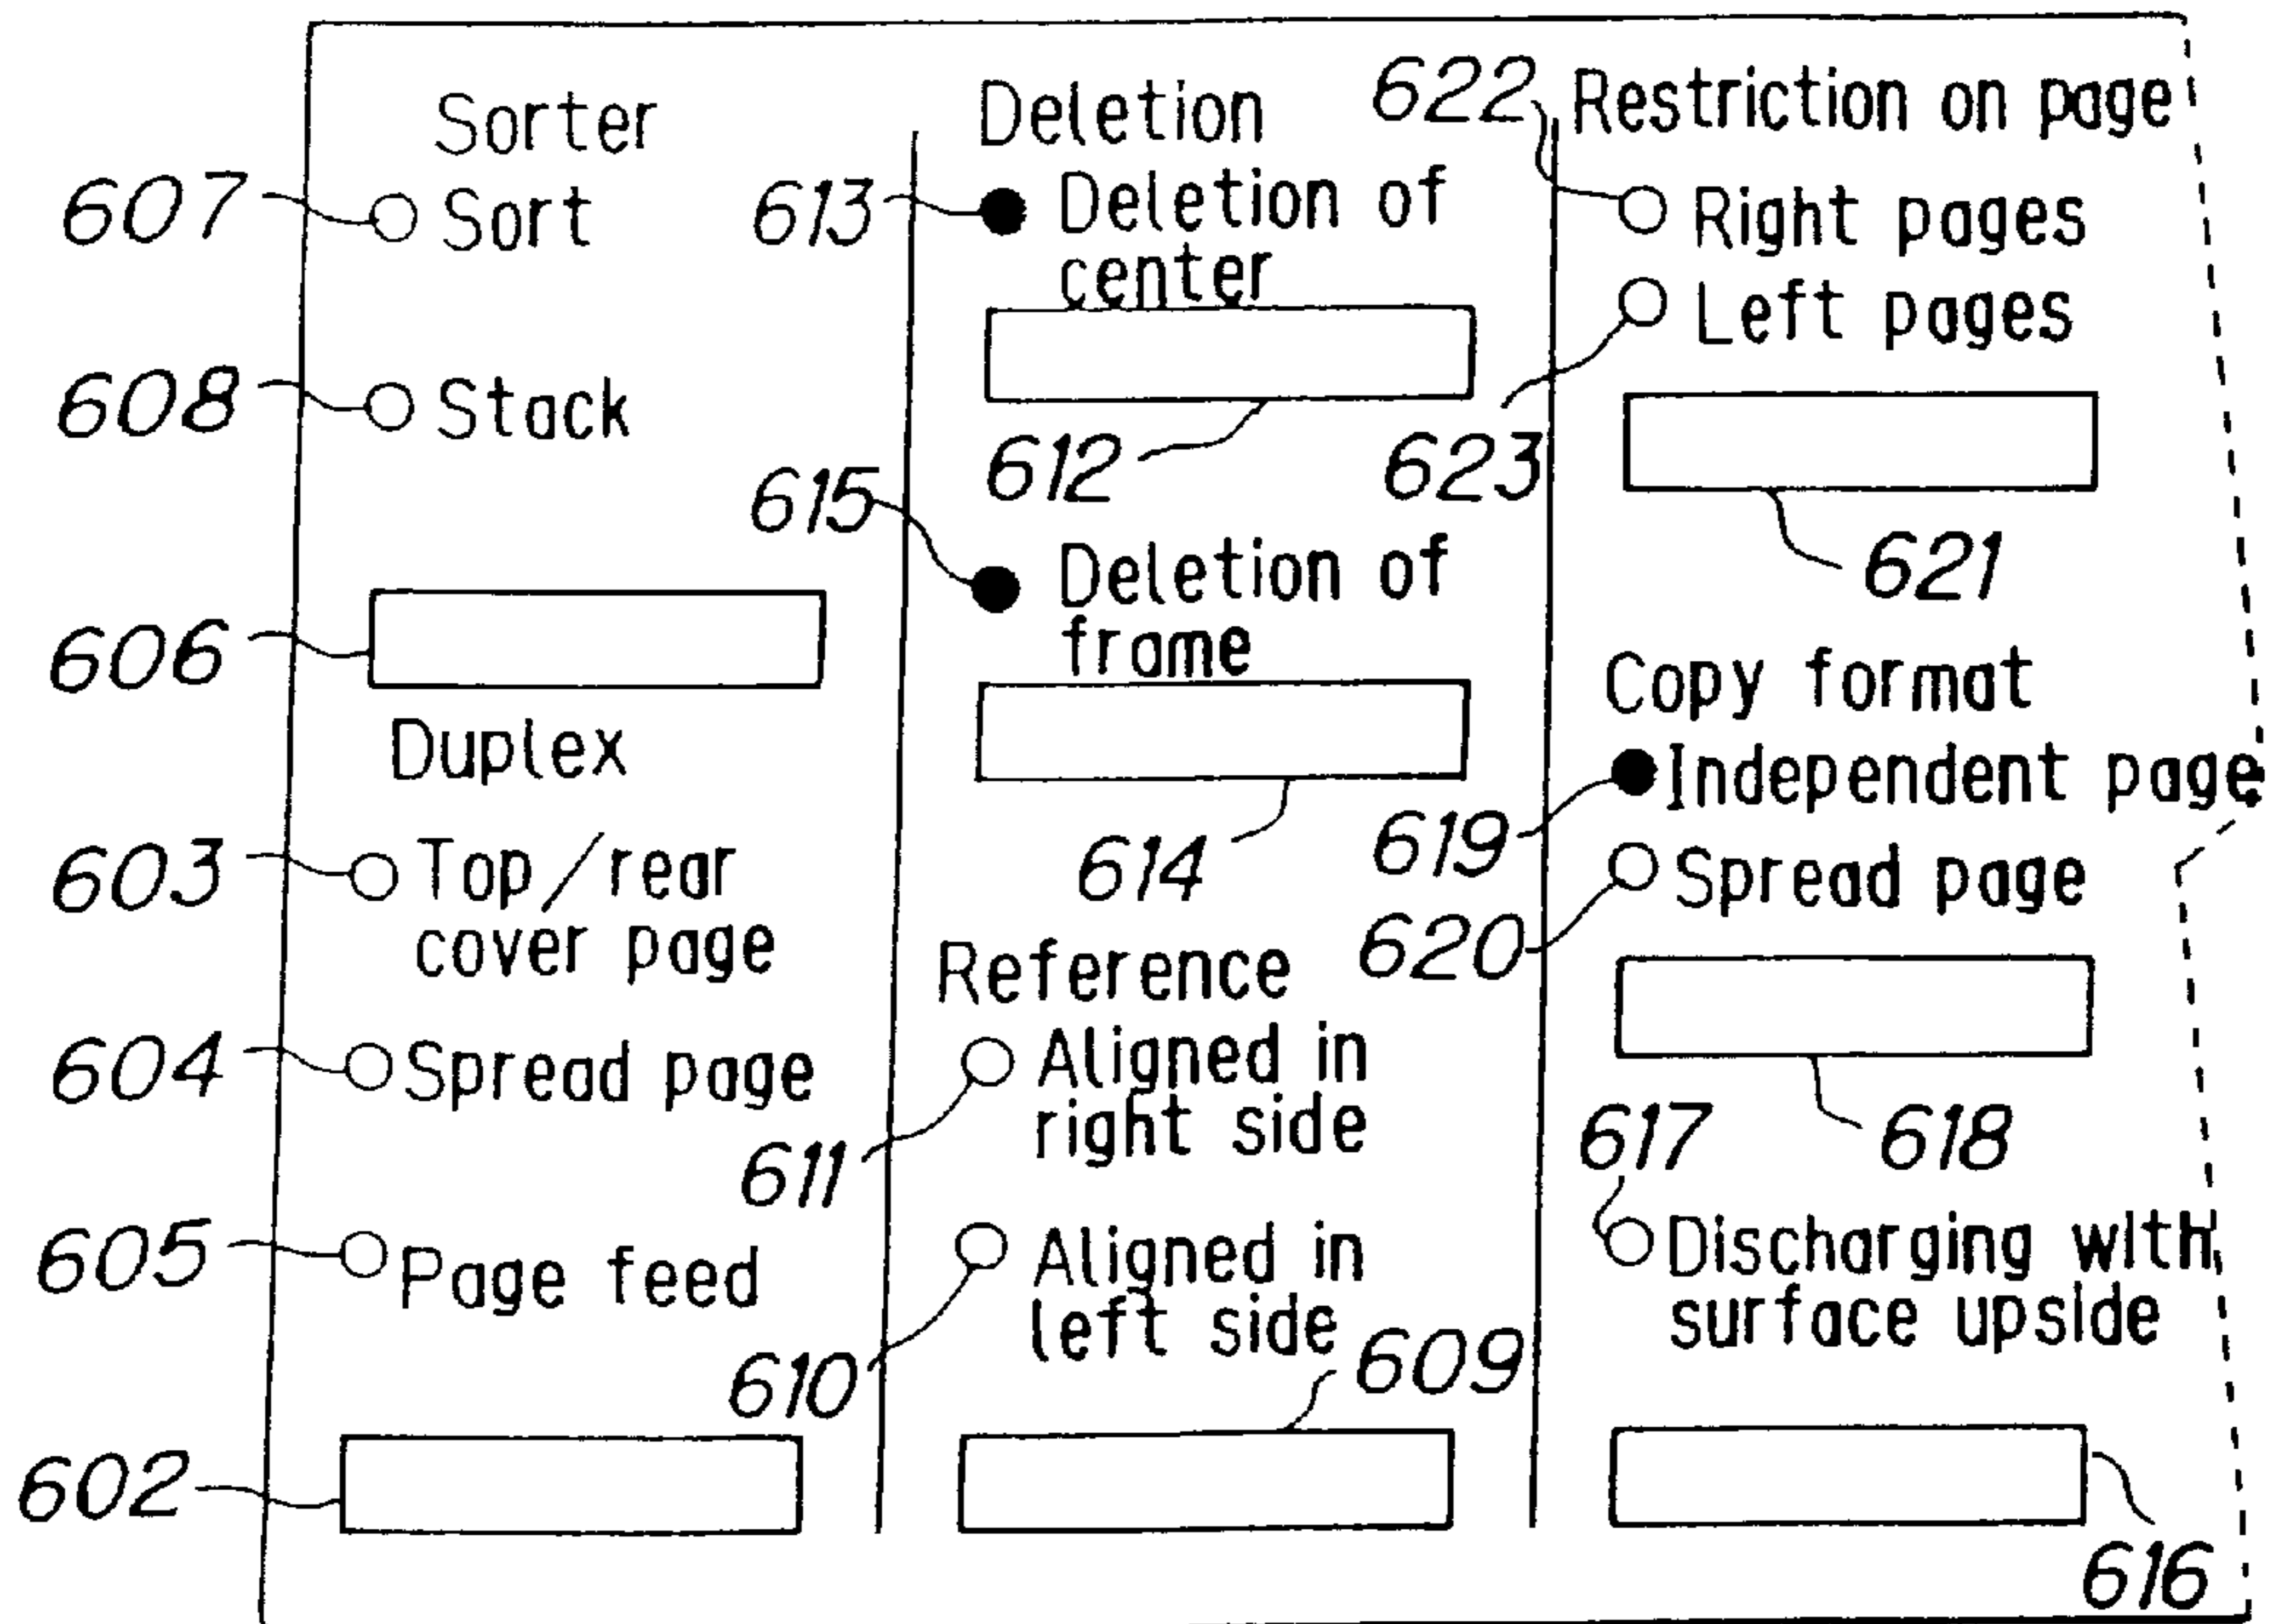 Sorter
607
Sort
608
Stack
606
Duplex
603
Top/rear
cover page
604
Spread page
605
Page feed
602
Deletion
613
Deletion of
center
612
615
Deletion of
frame
614
Reference
611
Aligned in
right side
610
Aligned in
left side
609
622
Restriction on page
Right pages
Left pages
623
621
Copy format
619
Independent page
620
Spread page
618
617
Discharging with
surface upside
616